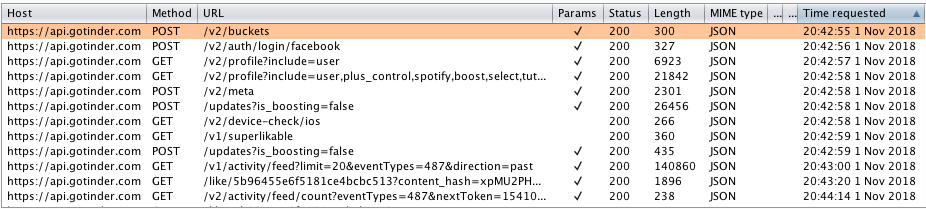 Host Method URL Params Status Length MIME type ... ... Time requested ▲
https://api.gotinder.com POST /v2/buckets ✓ 200 300 JSON 20:42:55 1 Nov 2018
https://api.gotinder.com POST /v2/auth/login/facebook ✓ 200 327 JSON 20:42:56 1 Nov 2018
https://api.gotinder.com GET /v2/profile?include=user ✓ 200 6923 JSON 20:42:57 1 Nov 2018
https://api.gotinder.com GET /v2/profile?include=user,plus_control,spotify,boost,select,tut... ✓ 200 21842 JSON 20:42:58 1 Nov 2018
https://api.gotinder.com POST /v2/meta ✓ 200 2301 JSON 20:42:58 1 Nov 2018
https://api.gotinder.com POST /updates?is_boosting=false ✓ 200 26456 JSON 20:42:58 1 Nov 2018
https://api.gotinder.com GET /v2/device-check/ios 200 266 JSON 20:42:58 1 Nov 2018
https://api.gotinder.com GET /v1/superlikable 200 360 JSON 20:42:59 1 Nov 2018
https://api.gotinder.com POST /updates?is_boosting=false ✓ 200 435 JSON 20:42:59 1 Nov 2018
https://api.gotinder.com GET /v1/activity/feed?limit=20&eventTypes=487&direction=past ✓ 200 140860 JSON 20:43:00 1 Nov 2018
https://api.gotinder.com GET /like/5b96455e6f5181ce4bcbc513?content_hash=xpMU2PH... ✓ 200 1896 JSON 20:43:20 1 Nov 2018
https://api.gotinder.com GET /v2/activity/feed/count?eventTypes=487&nextToken=15410... ✓ 200 238 JSON 20:44:14 1 Nov 2018